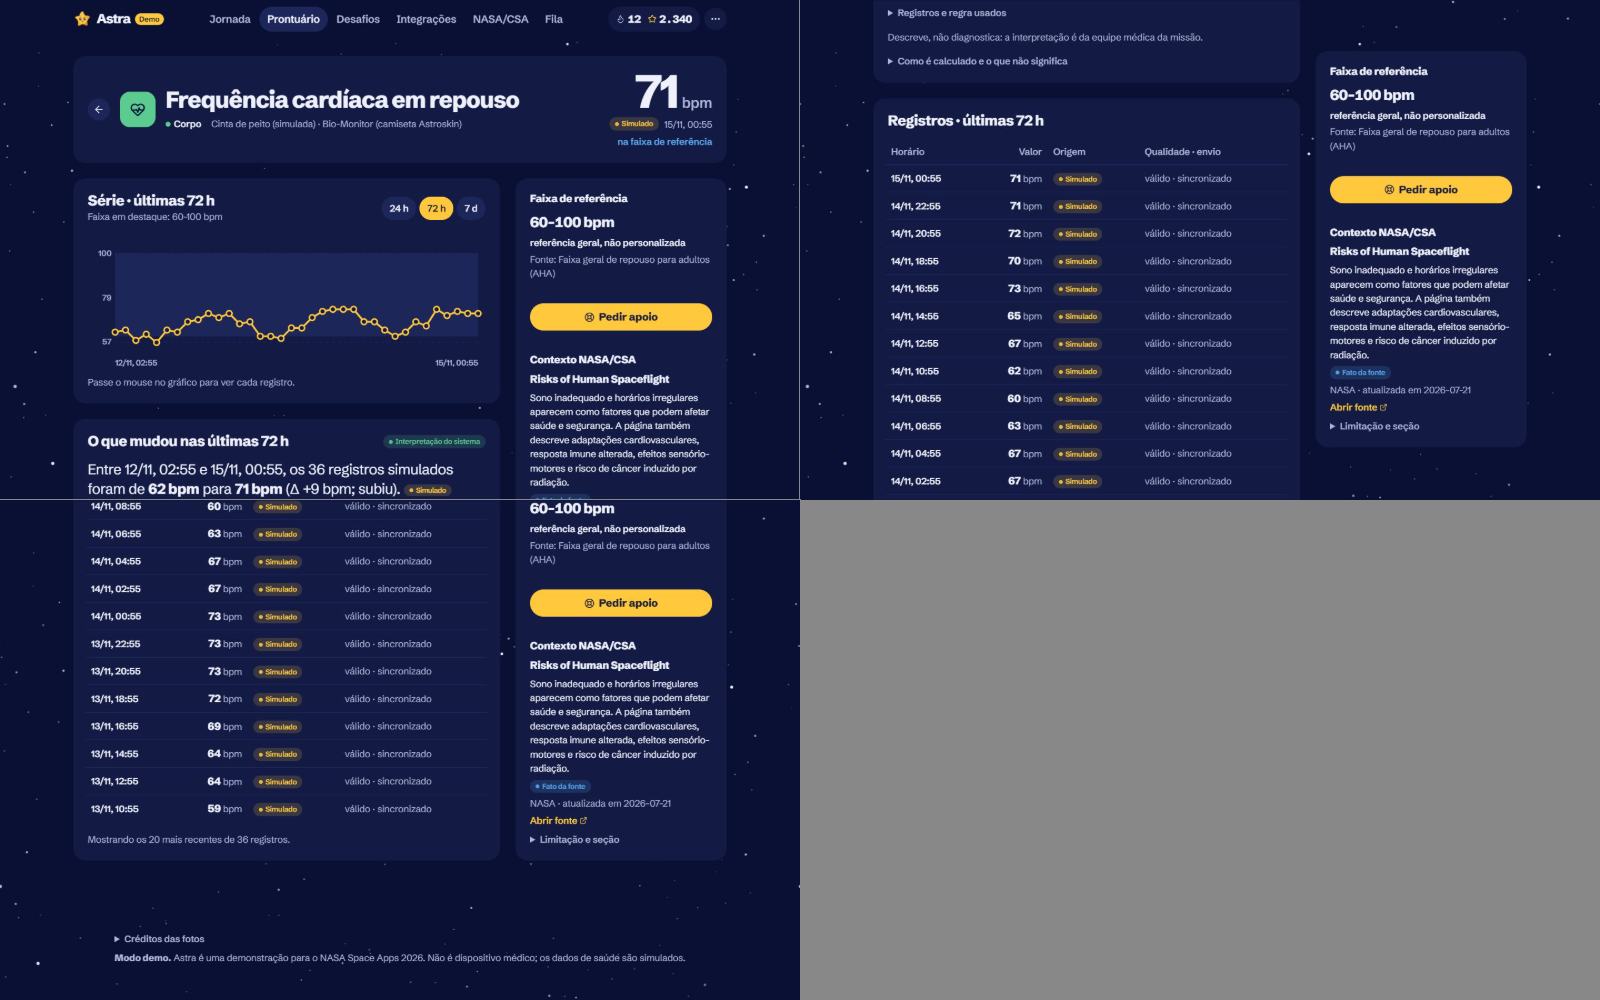 Astra Demo
Jornada Prontuário Desafios Integrações NASA/CSA Fila
12 2.340 ···
Frequência cardíaca em repouso
Corpo Cinta de peito (simulada) · Bio-Monitor (camiseta Astroskin)
71 bpm
Simulado 15/11, 00:55
na faixa de referência
Série · últimas 72 h
Faixa em destaque: 60-100 bpm
24 h 72 h 7 d
100
79
57
12/11, 02:55 15/11, 00:55
Passe o mouse no gráfico para ver cada registro.
O que mudou nas últimas 72 h
Interpretação do sistema
Entre 12/11, 02:55 e 15/11, 00:55, os 36 registros simulados
foram de 62 bpm para 71 bpm (Δ +9 bpm; subiu). Simulado
Faixa de referência
60-100 bpm
referência geral, não personalizada
Fonte: Faixa geral de repouso para adultos
(AHA)
Pedir apoio
Contexto NASA/CSA
Risks of Human Spaceflight
Sono inadequado e horários irregulares
aparecem como fatores que podem afetar
saúde e segurança. A página também
descreve adaptações cardiovasculares,
resposta imune alterada, efeitos sensório-
motores e risco de câncer induzido por
radiação.
Registros e regra usados
Descreve, não diagnostica: a interpretação é da equipe médica da missão.
Como é calculado e o que não significa
Registros · últimas 72 h
Horário Valor Origem Qualidade · envio
15/11, 00:55 71 bpm Simulado válido · sincronizado
14/11, 22:55 71 bpm Simulado válido · sincronizado
14/11, 20:55 72 bpm Simulado válido · sincronizado
14/11, 18:55 70 bpm Simulado válido · sincronizado
14/11, 16:55 73 bpm Simulado válido · sincronizado
14/11, 14:55 65 bpm Simulado válido · sincronizado
14/11, 12:55 67 bpm Simulado válido · sincronizado
14/11, 10:55 62 bpm Simulado válido · sincronizado
14/11, 08:55 60 bpm Simulado válido · sincronizado
14/11, 06:55 63 bpm Simulado válido · sincronizado
14/11, 04:55 67 bpm Simulado válido · sincronizado
14/11, 02:55 67 bpm Simulado válido · sincronizado
Faixa de referência
60-100 bpm
referência geral, não personalizada
Fonte: Faixa geral de repouso para adultos
(AHA)
Pedir apoio
Contexto NASA/CSA
Risks of Human Spaceflight
Sono inadequado e horários irregulares
aparecem como fatores que podem afetar
saúde e segurança. A página também
descreve adaptações cardiovasculares,
resposta imune alterada, efeitos sensório-
motores e risco de câncer induzido por
radiação.
Fato da fonte
NASA · atualizada em 2026-07-21
Abrir fonte
Limitação e seção
14/11, 08:55 60 bpm Simulado válido · sincronizado
14/11, 06:55 63 bpm Simulado válido · sincronizado
14/11, 04:55 67 bpm Simulado válido · sincronizado
14/11, 02:55 67 bpm Simulado válido · sincronizado
14/11, 00:55 73 bpm Simulado válido · sincronizado
13/11, 22:55 73 bpm Simulado válido · sincronizado
13/11, 20:55 73 bpm Simulado válido · sincronizado
13/11, 18:55 72 bpm Simulado válido · sincronizado
13/11, 16:55 69 bpm Simulado válido · sincronizado
13/11, 14:55 64 bpm Simulado válido · sincronizado
13/11, 12:55 64 bpm Simulado válido · sincronizado
13/11, 10:55 59 bpm Simulado válido · sincronizado
Mostrando os 20 mais recentes de 36 registros.
60-100 bpm
referência geral, não personalizada
Fonte: Faixa geral de repouso para adultos
(AHA)
Pedir apoio
Contexto NASA/CSA
Risks of Human Spaceflight
Sono inadequado e horários irregulares
aparecem como fatores que podem afetar
saúde e segurança. A página também
descreve adaptações cardiovasculares,
resposta imune alterada, efeitos sensório-
motores e risco de câncer induzido por
radiação.
Fato da fonte
NASA · atualizada em 2026-07-21
Abrir fonte
Limitação e seção
Créditos das fotos
Modo demo. Astra é uma demonstração para o NASA Space Apps 2026. Não é dispositivo médico; os dados de saúde são simulados.